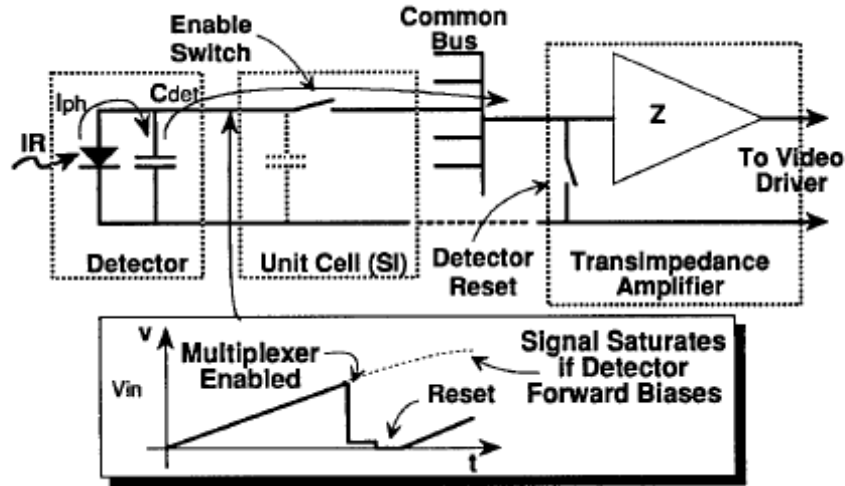 Enable
Switch
Common
Bus
Iph
Cdet
IR
Z
To Video
Driver
Detector
Unit Cell (SI)
Detector
Reset
Transimpedance
Amplifier
V
Vin
Multiplexer
Enabled
Signal Saturates
if Detector
Forward Biases
Reset
t